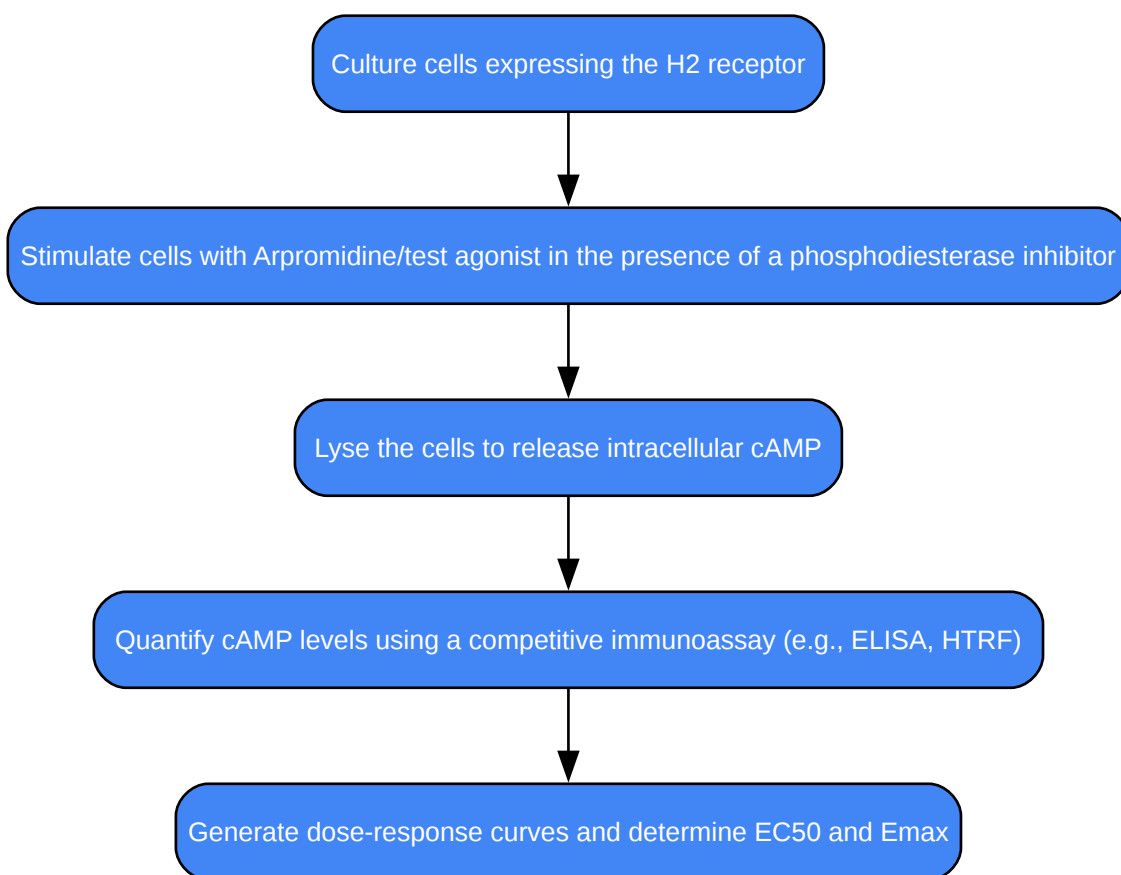 Culture cells expressing the H2 receptor
Stimulate cells with Arpromidine/test agonist in the presence of a phosphodiesterase inhibitor
Lyse the cells to release intracellular cAMP
Quantify cAMP levels using a competitive immunoassay (e.g., ELISA, HTRF)
Generate dose-response curves and determine EC50 and Emax